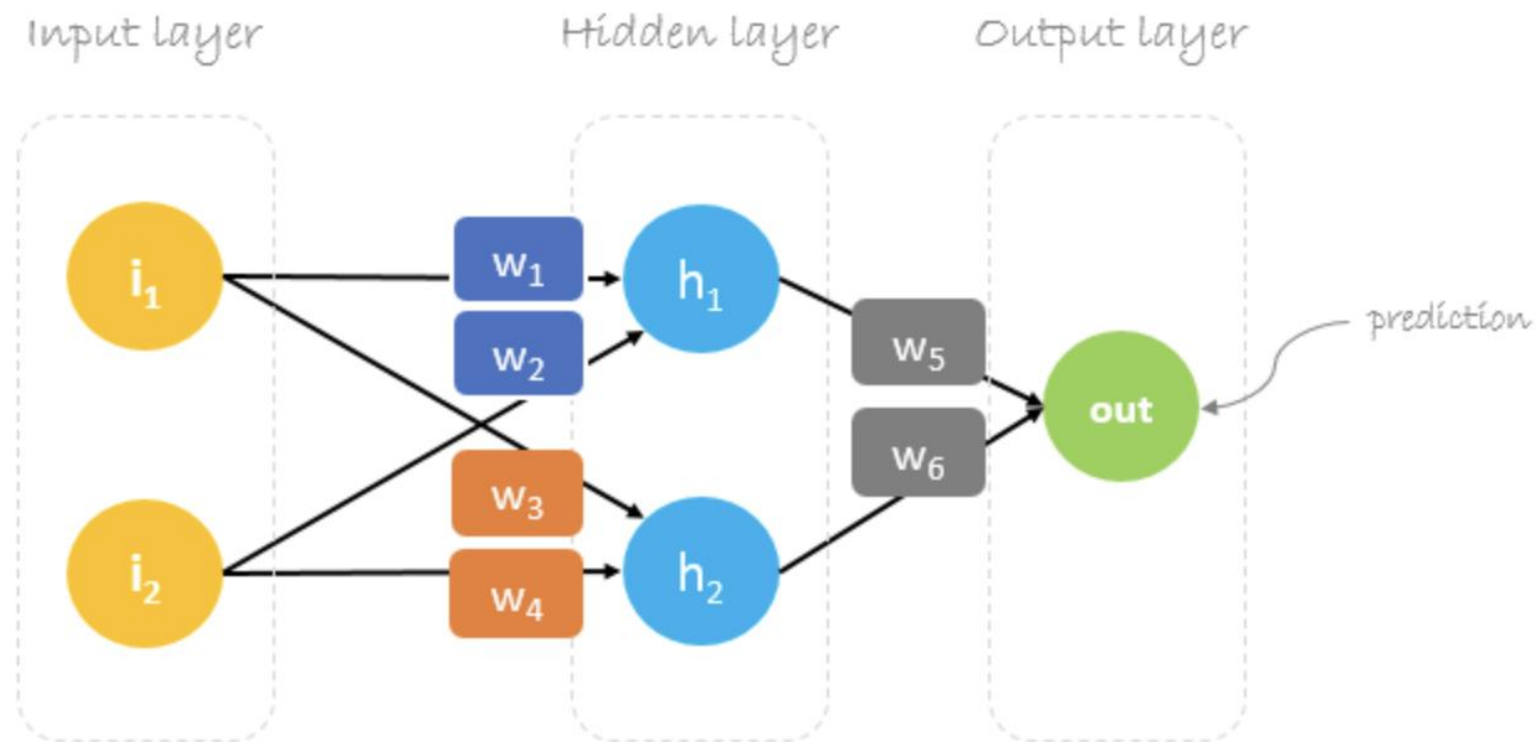 Input layer
Hidden layer
Output layer
i₁
w₁
h₁
w₂
w₅
prediction
out
w₆
w₃
i₂
w₄
h₂